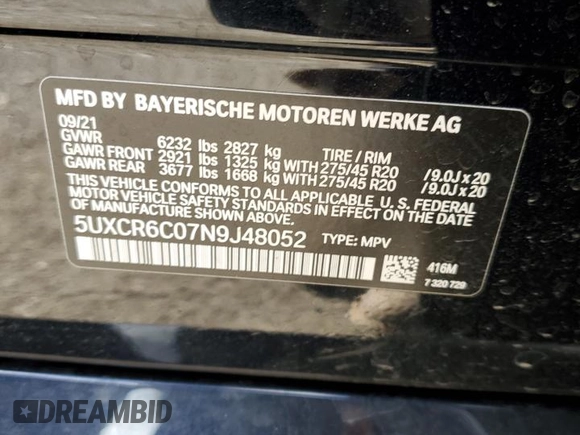 MFD BY BAYERISCHE MOTOREN WERKE AG
09/21
GVWR 6232 lbs 2827 kg TIRE / RIM
GAWR FRONT 2921 lbs 1325 kg WITH 275/45 R20 /9.0J x 20
GAWR REAR 3677 lbs 1668 kg WITH 275/45 R20 /9.0J x 20
THIS VEHICLE CONFORMS TO ALL APPLICABLE U. S. FEDERAL
MOTOR VEHICLE SAFETY STANDARDS IN EFFECT ON THE DATE
OF MANUFACTURE SHOWN ABOVE.
5UXCR6C07N9J48052 TYPE: MPV
416M
7 320 729
DREAMBID